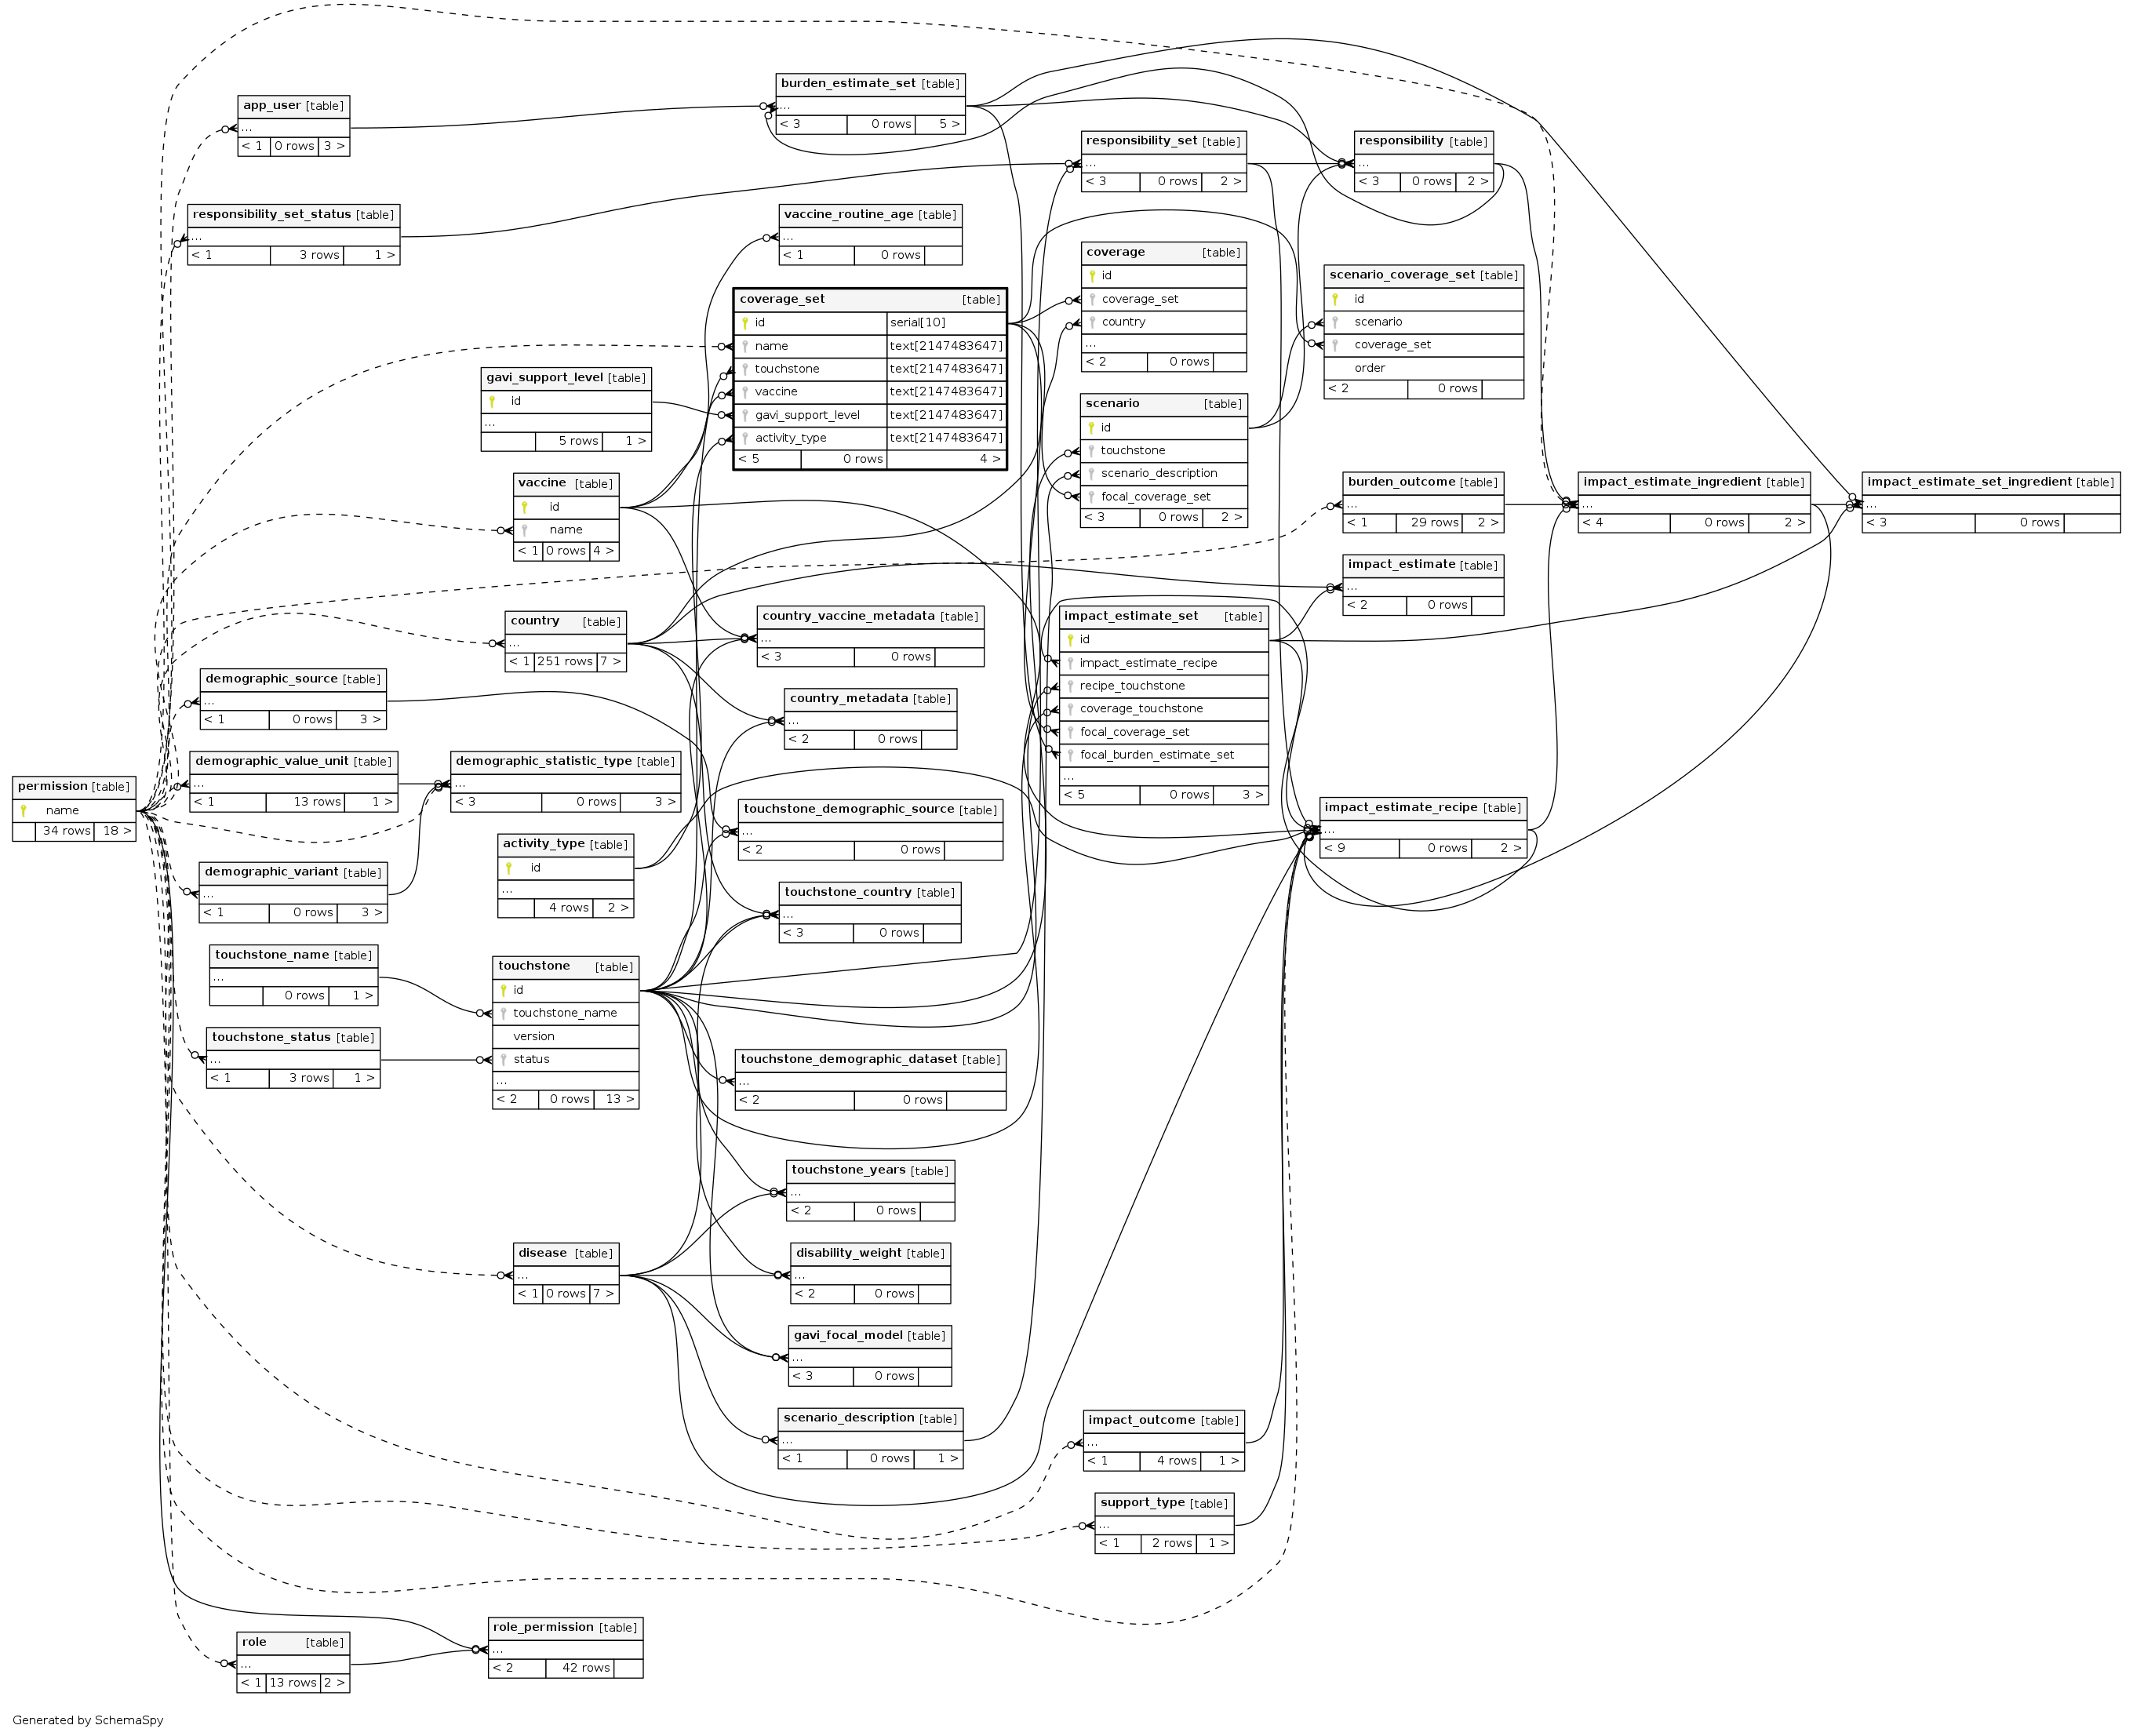 burden_estimate_set [table]
...
< 3 0 rows 5 >
app_user [table]
...
< 1 0 rows 3 >
responsibility_set [table]
...
< 3 0 rows 2 >
responsibility [table]
...
< 3 0 rows 2 >
responsibility_set_status [table]
...
< 1 3 rows 1 >
vaccine_routine_age [table]
...
< 1 0 rows
coverage [table]
id
coverage_set
country
...
< 2 0 rows
scenario_coverage_set [table]
id
scenario
coverage_set
order
< 2 0 rows
coverage_set [table]
id serial[10]
name text[2147483647]
touchstone text[2147483647]
vaccine text[2147483647]
gavi_support_level text[2147483647]
activity_type text[2147483647]
< 5 0 rows 4 >
gavi_support_level [table]
id
...
5 rows 1 >
scenario [table]
id
touchstone
scenario_description
focal_coverage_set
< 3 0 rows 2 >
vaccine [table]
id
name
< 1 0 rows 4 >
burden_outcome [table]
...
< 1 29 rows 2 >
impact_estimate_ingredient [table]
...
< 4 0 rows 2 >
impact_estimate_set_ingredient [table]
...
< 3 0 rows
impact_estimate [table]
...
< 2 0 rows
country [table]
...
< 1 251 rows 7 >
country_vaccine_metadata [table]
...
< 3 0 rows
impact_estimate_set [table]
id
impact_estimate_recipe
recipe_touchstone
coverage_touchstone
focal_coverage_set
focal_burden_estimate_set
...
< 5 0 rows 3 >
demographic_source [table]
...
< 1 0 rows 3 >
country_metadata [table]
...
< 2 0 rows
demographic_value_unit [table]
...
< 1 13 rows 1 >
demographic_statistic_type [table]
...
< 3 0 rows 3 >
permission [table]
name
34 rows 18 >
touchstone_demographic_source [table]
...
< 2 0 rows
impact_estimate_recipe [table]
...
< 9 0 rows 2 >
activity_type [table]
id
...
4 rows 2 >
demographic_variant [table]
...
< 1 0 rows 3 >
touchstone_country [table]
...
< 3 0 rows
touchstone_name [table]
...
0 rows 1 >
touchstone [table]
id
touchstone_name
version
status
...
< 2 0 rows 13 >
touchstone_status [table]
...
< 1 3 rows 1 >
touchstone_demographic_dataset [table]
...
< 2 0 rows
touchstone_years [table]
...
< 2 0 rows
disease [table]
...
< 1 0 rows 7 >
disability_weight [table]
...
< 2 0 rows
gavi_focal_model [table]
...
< 3 0 rows
scenario_description [table]
...
< 1 0 rows 1 >
impact_outcome [table]
...
< 1 4 rows 1 >
support_type [table]
...
< 1 2 rows 1 >
role_permission [table]
...
< 2 42 rows
role [table]
...
< 1 13 rows 2 >
Generated by SchemaSpy